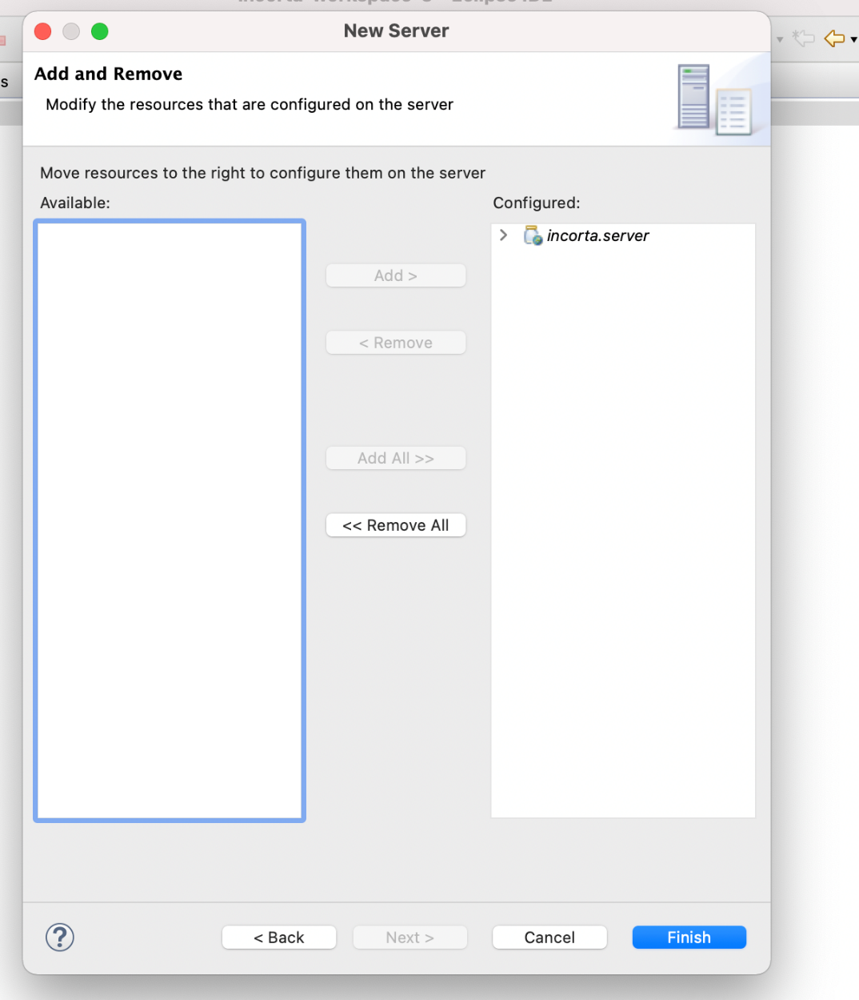 New Server
s
Add and Remove
Modify the resources that are configured on the server
Move resources to the right to configure them on the server
Available:
Configured:
incorta.server
Add >
< Remove
Add All >>
<< Remove All
?
< Back
Next >
Cancel
Finish